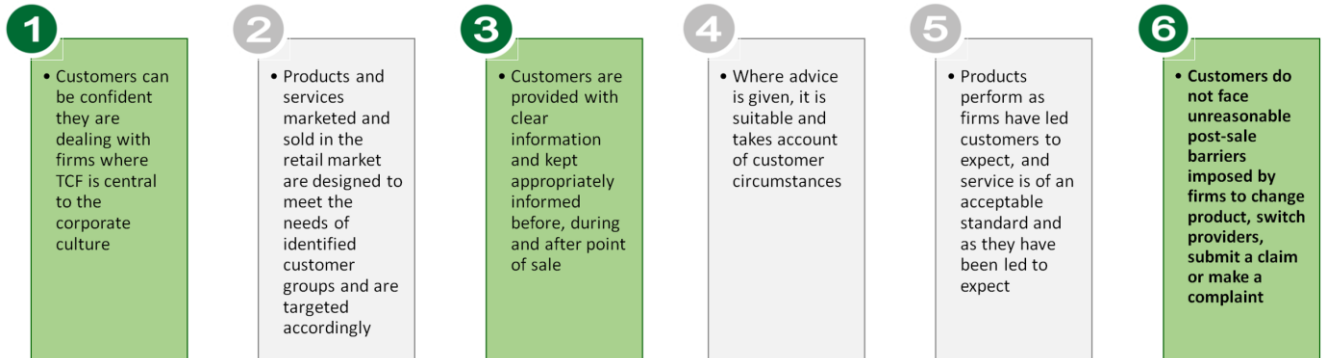 1
• Customers can
be confident
they are
dealing with
firms where
TCF is central
to the
corporate
culture
2
• Products and
services
marketed and
sold in the
retail market
are designed to
meet the
needs of
identified
customer
groups and are
targeted
accordingly
3
• Customers are
provided with
clear
information
and kept
appropriately
informed
before, during
and after point
of sale
4
• Where advice
is given, it is
suitable and
takes account
of customer
circumstances
5
• Products
perform as
firms have led
customers to
expect, and
service is of an
acceptable
standard and
as they have
been led to
expect
6
• Customers do
not face
unreasonable
post-sale
barriers
imposed by
firms to change
product, switch
providers,
submit a claim
or make a
complaint